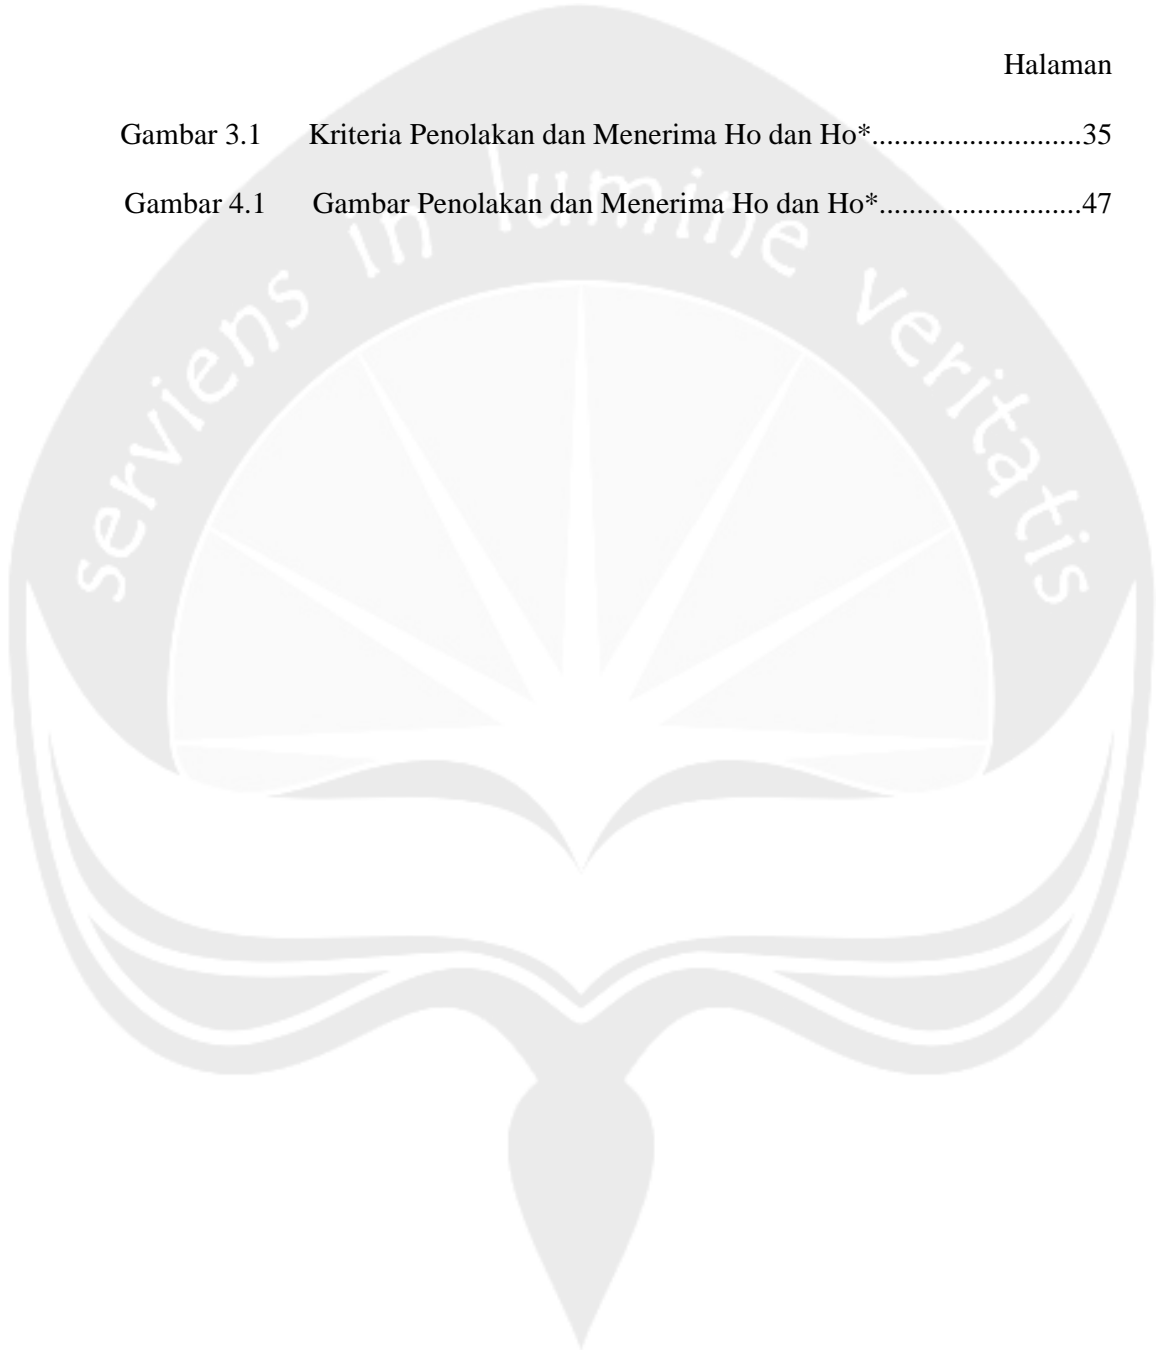 Halaman
Gambar 3.1 Kriteria Penolakan dan Menerima Ho dan Ho*............................35
Gambar 4.1 Gambar Penolakan dan Menerima Ho dan Ho*...........................47
serviens in lumine veritatis